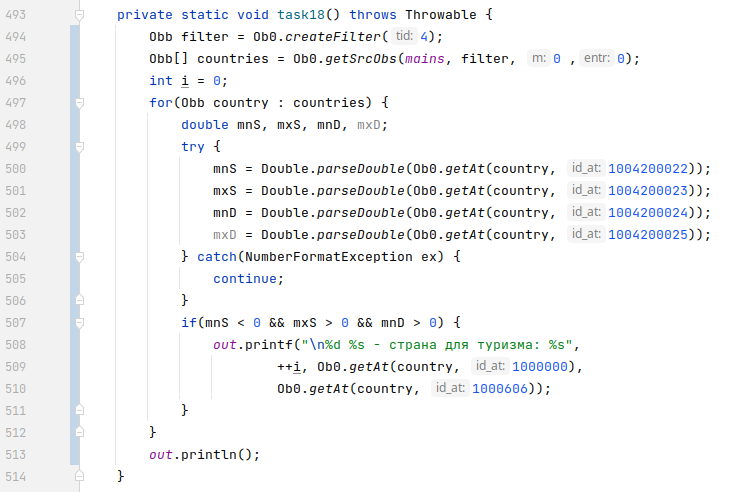 493 private static void task18() throws Throwable {
494 Obb filter = Ob0.createFilter( tid: 4);
495 Obb[] countries = Ob0.getSrcObs(mains, filter, m: 0 , entr: 0);
496 int i = 0;
497 for(Obb country : countries) {
498 double mnS, mxS, mnD, mxD;
499 try {
500 mnS = Double.parseDouble(Ob0.getAt(country, id_at: 1004200022));
501 mxS = Double.parseDouble(Ob0.getAt(country, id_at: 1004200023));
502 mnD = Double.parseDouble(Ob0.getAt(country, id_at: 1004200024));
503 mxD = Double.parseDouble(Ob0.getAt(country, id_at: 1004200025));
504 } catch(NumberFormatException ex) {
505 continue;
506 }
507 if(mnS < 0 && mxS > 0 && mnD > 0) {
508 out.printf("\n%d %s - страна для туризма: %s",
509 ++i, Ob0.getAt(country, id_at: 1000000),
510 Ob0.getAt(country, id_at: 1000606));
511 }
512 }
513 out.println();
514 }